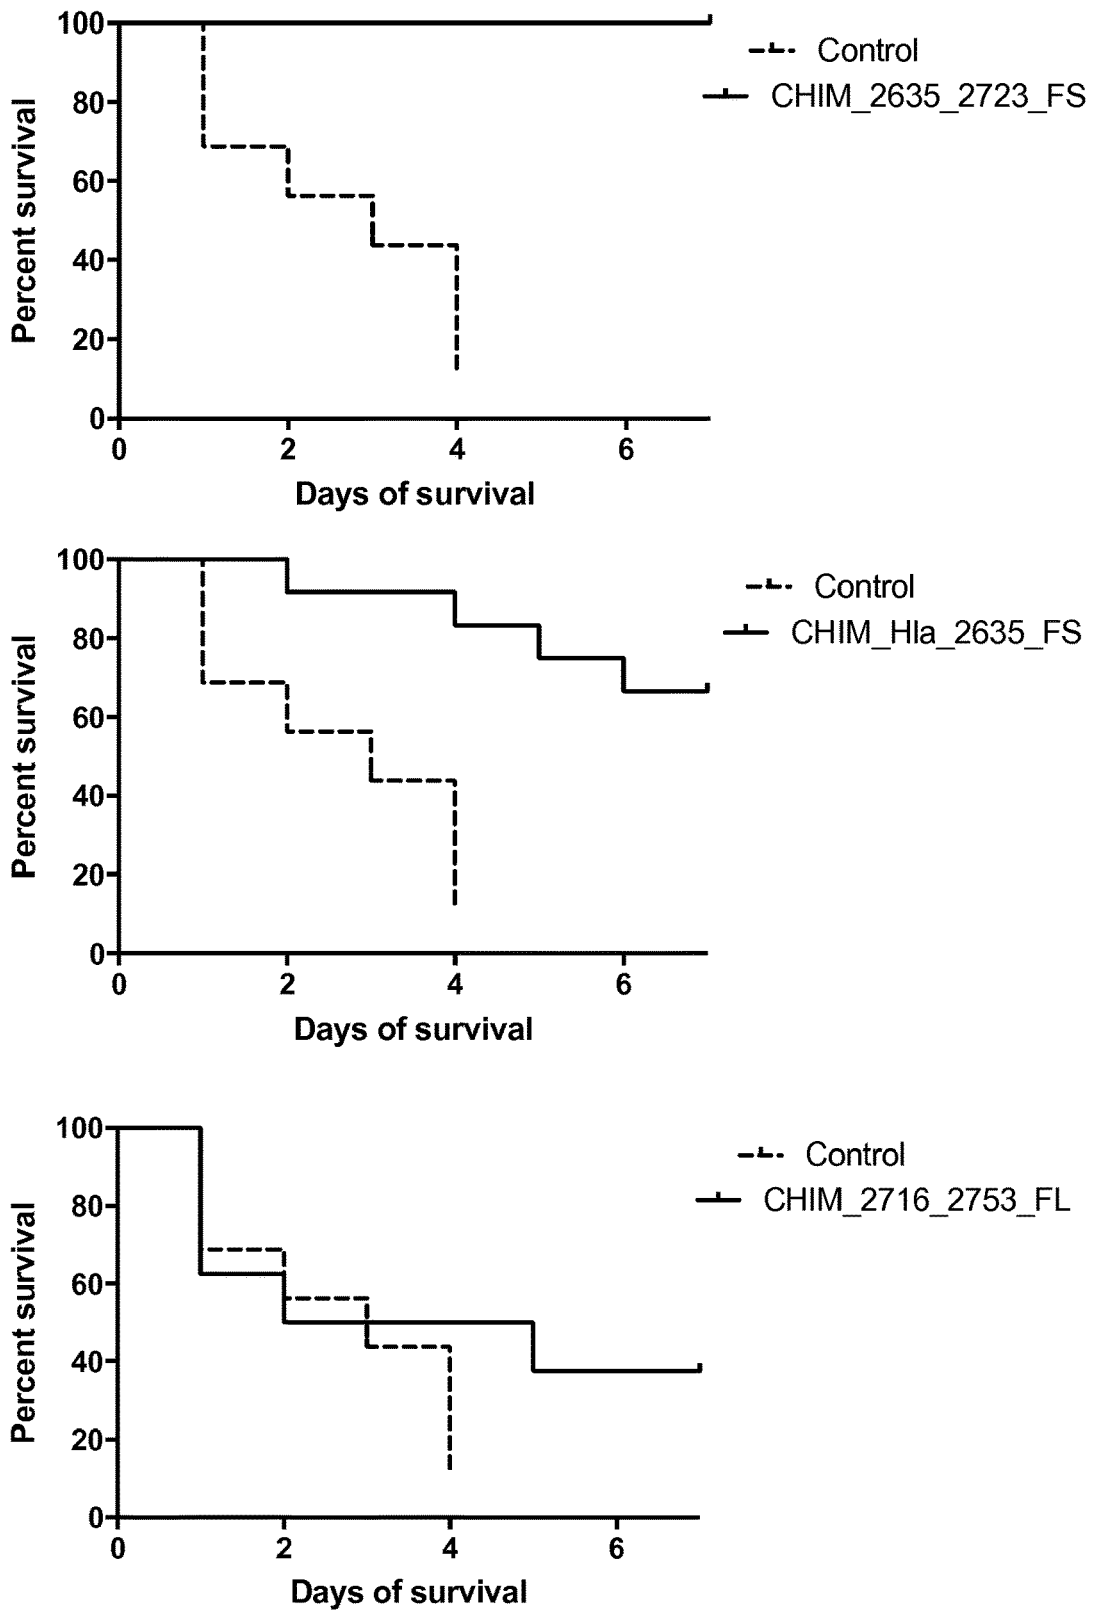 Percent survival
100
80
60
40
20
0
0 2 4 6
Days of survival
Control
CHIM_2635_2723_FS
Percent survival
100
80
60
40
20
0
0 2 4 6
Days of survival
Control
CHIM_Hla_2635_FS
Percent survival
100
80
60
40
20
0
0 2 4 6
Days of survival
Control
CHIM_2716_2753_FL